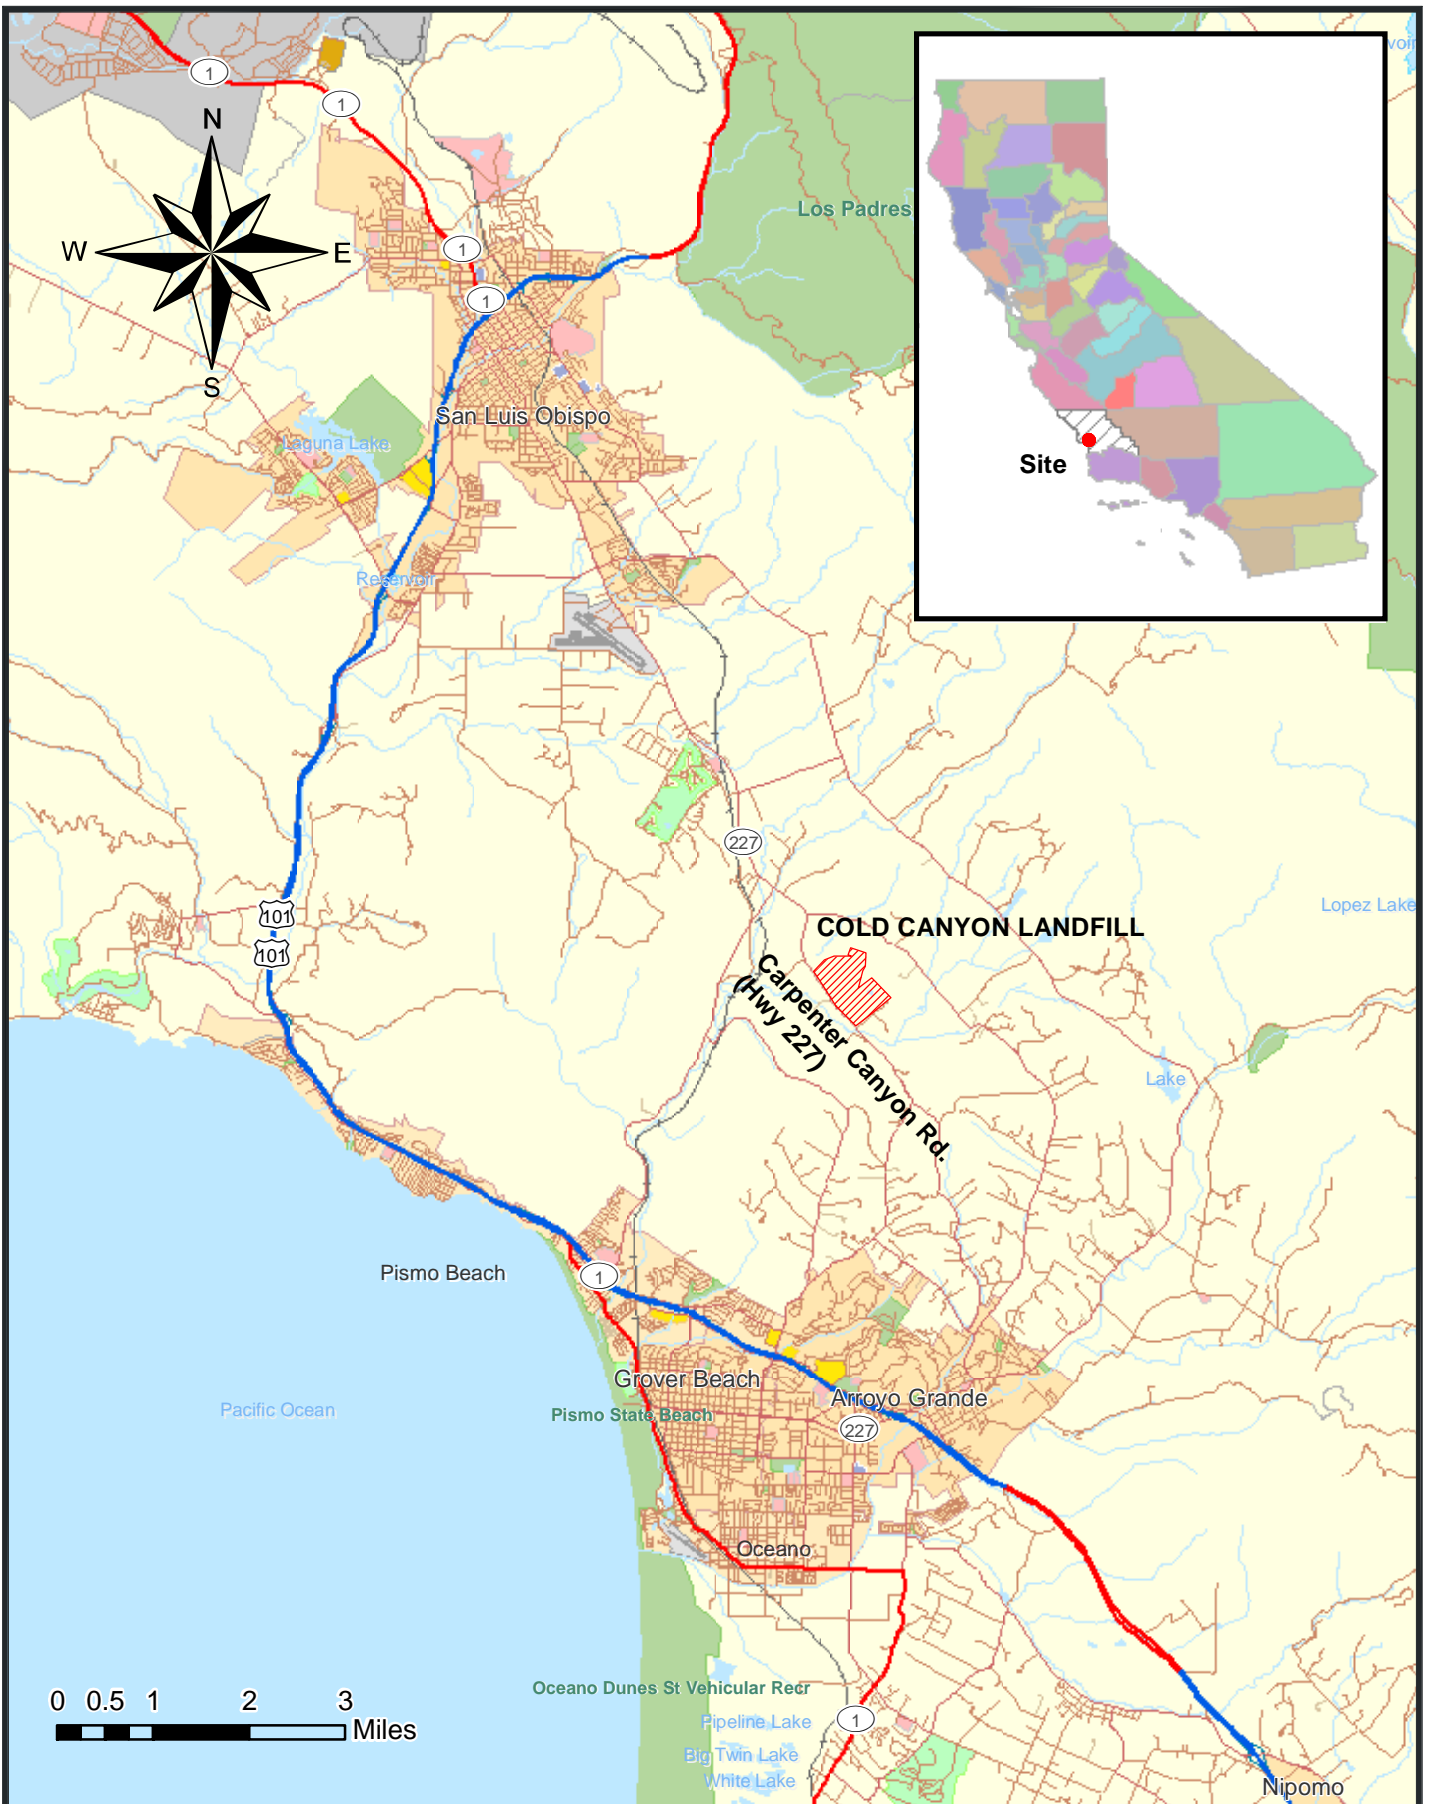 voir
1
1
N
Los Padres
W
E
1
1
S
San Luis Obispo
Laguna Lake
Site
Reservoir
227
Lopez Lake
101
COLD CANYON LANDFILL
101
Carpenter Canyon Rd.
(Hwy 227)
Lake
Pismo Beach
1
Grover Beach
Arroyo Grande
Pacific Ocean
Pismo State Beach
227
Oceano
Oceano Dunes St Vehicular Recr
0 0.5 1 2 3
Miles
Pipeline Lake
1
Big Twin Lake
White Lake
Nipomo